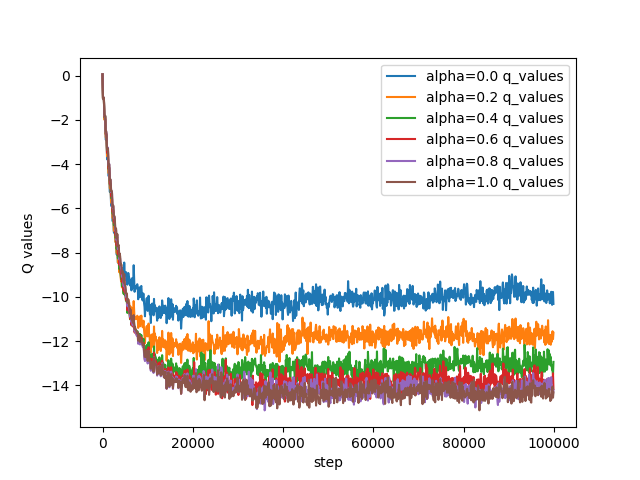 0
−2
−4
−6
−8
−10
−12
−14
Q values
0
20000
40000
60000
80000
100000
step
alpha=0.0 q_values
alpha=0.2 q_values
alpha=0.4 q_values
alpha=0.6 q_values
alpha=0.8 q_values
alpha=1.0 q_values